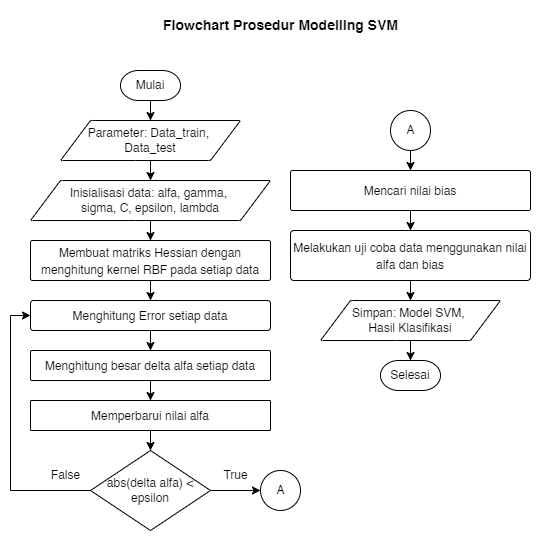 Flowchart Prosedur Modelling SVM
Mulai
Parameter: Data_train,
Data_test
Inisialisasi data: alfa, gamma,
sigma, C, epsilon, lambda
Membuat matriks Hessian dengan
menghitung kernel RBF pada setiap data
Menghitung Error setiap data
Menghitung besar delta alfa setiap data
Memperbarui nilai alfa
abs(delta alfa) <
epsilon
False
True
A
A
Mencari nilai bias
Melakukan uji coba data menggunakan nilai
alfa dan bias
Simpan: Model SVM,
Hasil Klasifikasi
Selesai